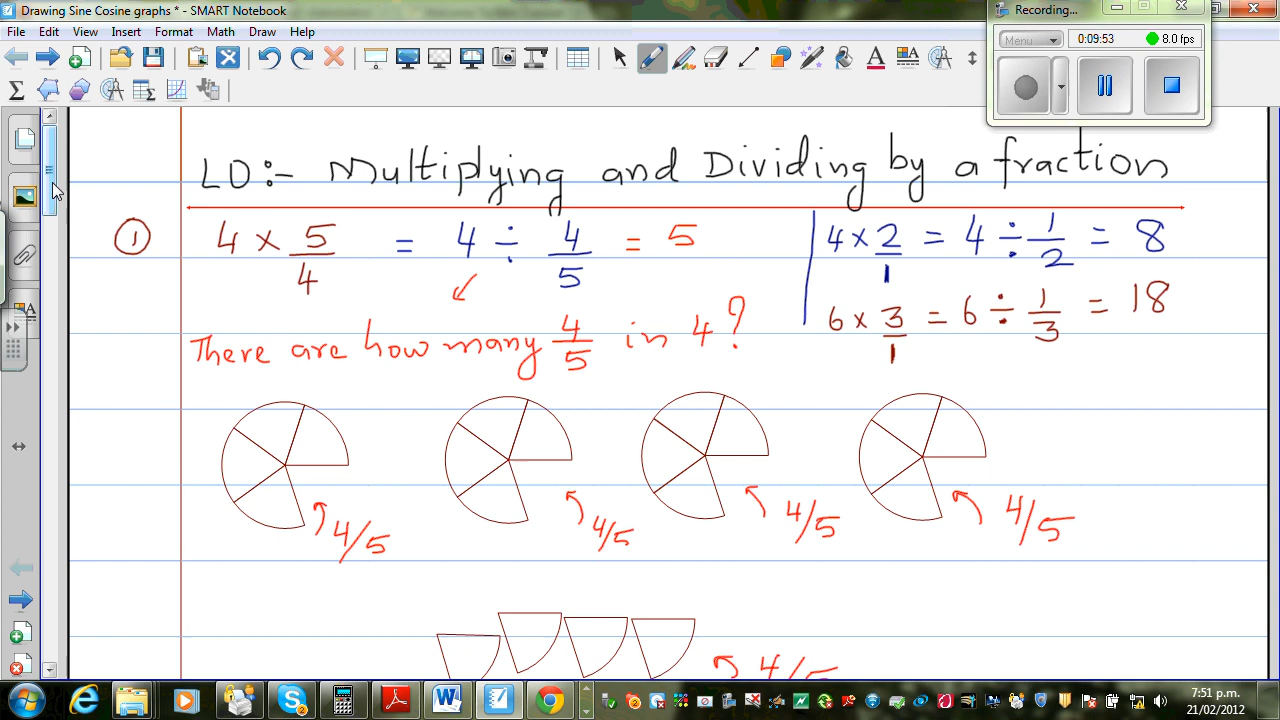 Drawing Sine Cosine graphs * - SMART Notebook
Recording...
File Edit View Insert Format Math Draw Help
Menu 0:09:53 8.0 fps
LO:- Multiplying and Dividing by a fraction
① 4 × 5/4 = 4 ÷ 4/5 = 5
4 × 2/1 = 4 ÷ 1/2 = 8
6 × 3/1 = 6 ÷ 1/3 = 18
There are how many 4/5 in 4?
4/5 4/5 4/5 4/5
4/5
7:51 p.m.
21/02/2012